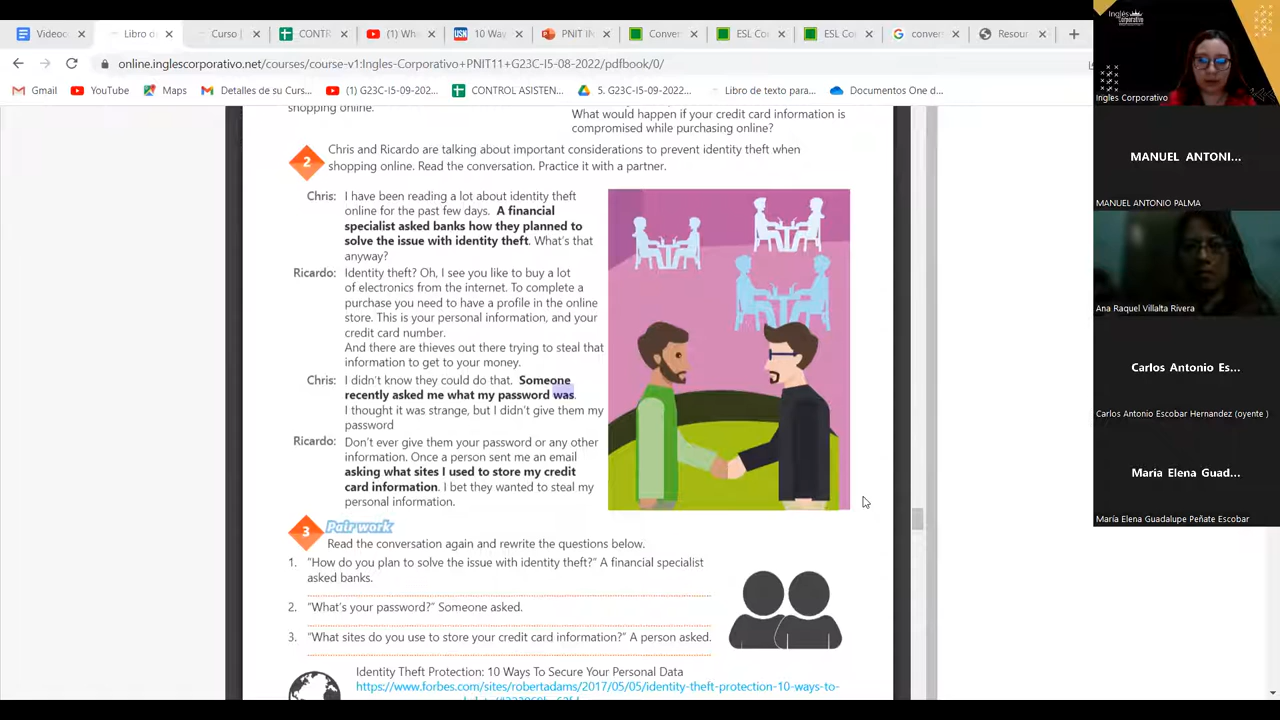 Videoc
Libro de
Curso |
CONTR
(1) Wha
10 Way
PNIT IN
Conver
ESL Co
ESL Co
conver
Resour
online.inglescorporativo.net/courses/course-v1:Ingles-Corporativo+PNIT11+G23C-I5-08-2022/pdfbook/0/
Gmail
YouTube
Maps
Detalles de su Curs...
(1) G23C-I5-09-202...
CONTROL ASISTEN...
5. G23C-I5-09-2022...
Libro de texto para...
Documentos One d...
shopping online.
What would happen if your credit card information is
compromised while purchasing online?
2
Chris and Ricardo are talking about important considerations to prevent identity theft when
shopping online. Read the conversation. Practice it with a partner.
Chris: I have been reading a lot about identity theft
online for the past few days. A financial
specialist asked banks how they planned to
solve the issue with identity theft. What's that
anyway?
Ricardo: Identity theft? Oh, I see you like to buy a lot
of electronics from the internet. To complete a
purchase you need to have a profile in the online
store. This is your personal information, and your
credit card number.
And there are thieves out there trying to steal that
information to get to your money.
Chris: I didn't know they could do that. Someone
recently asked me what my password was.
I thought it was strange, but I didn't give them my
password
Ricardo: Don't ever give them your password or any other
information. Once a person sent me an email
asking what sites I used to store my credit
card information. I bet they wanted to steal my
personal information.
3
Pair work
Read the conversation again and rewrite the questions below.
1. "How do you plan to solve the issue with identity theft?" A financial specialist
asked banks.
2. "What's your password?" Someone asked.
3. "What sites do you use to store your credit card information?" A person asked.
Identity Theft Protection: 10 Ways To Secure Your Personal Data
https://www.forbes.com/sites/robertadams/2017/05/05/identity-theft-protection-10-ways-to-
Inglés
Corporativo
Ingles Corporativo
MANUEL ANTONI...
MANUEL ANTONIO PALMA
Ana Raquel Villalta Rivera
Carlos Antonio Es...
Carlos Antonio Escobar Hernandez (oyente )
María Elena Guad...
María Elena Guadalupe Peñate Escobar